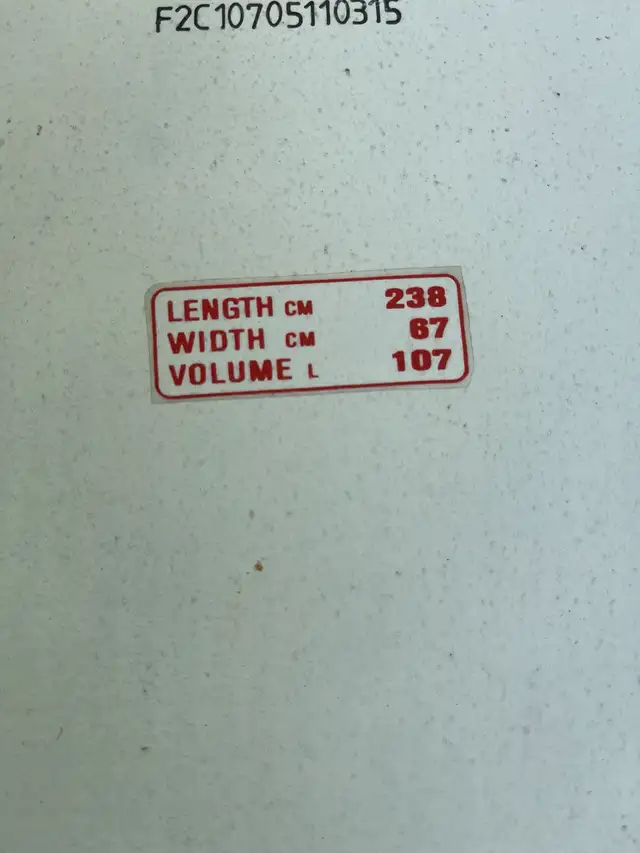 F2C10705110315
LENGTH CM 238
WIDTH CM 67
VOLUME L 107